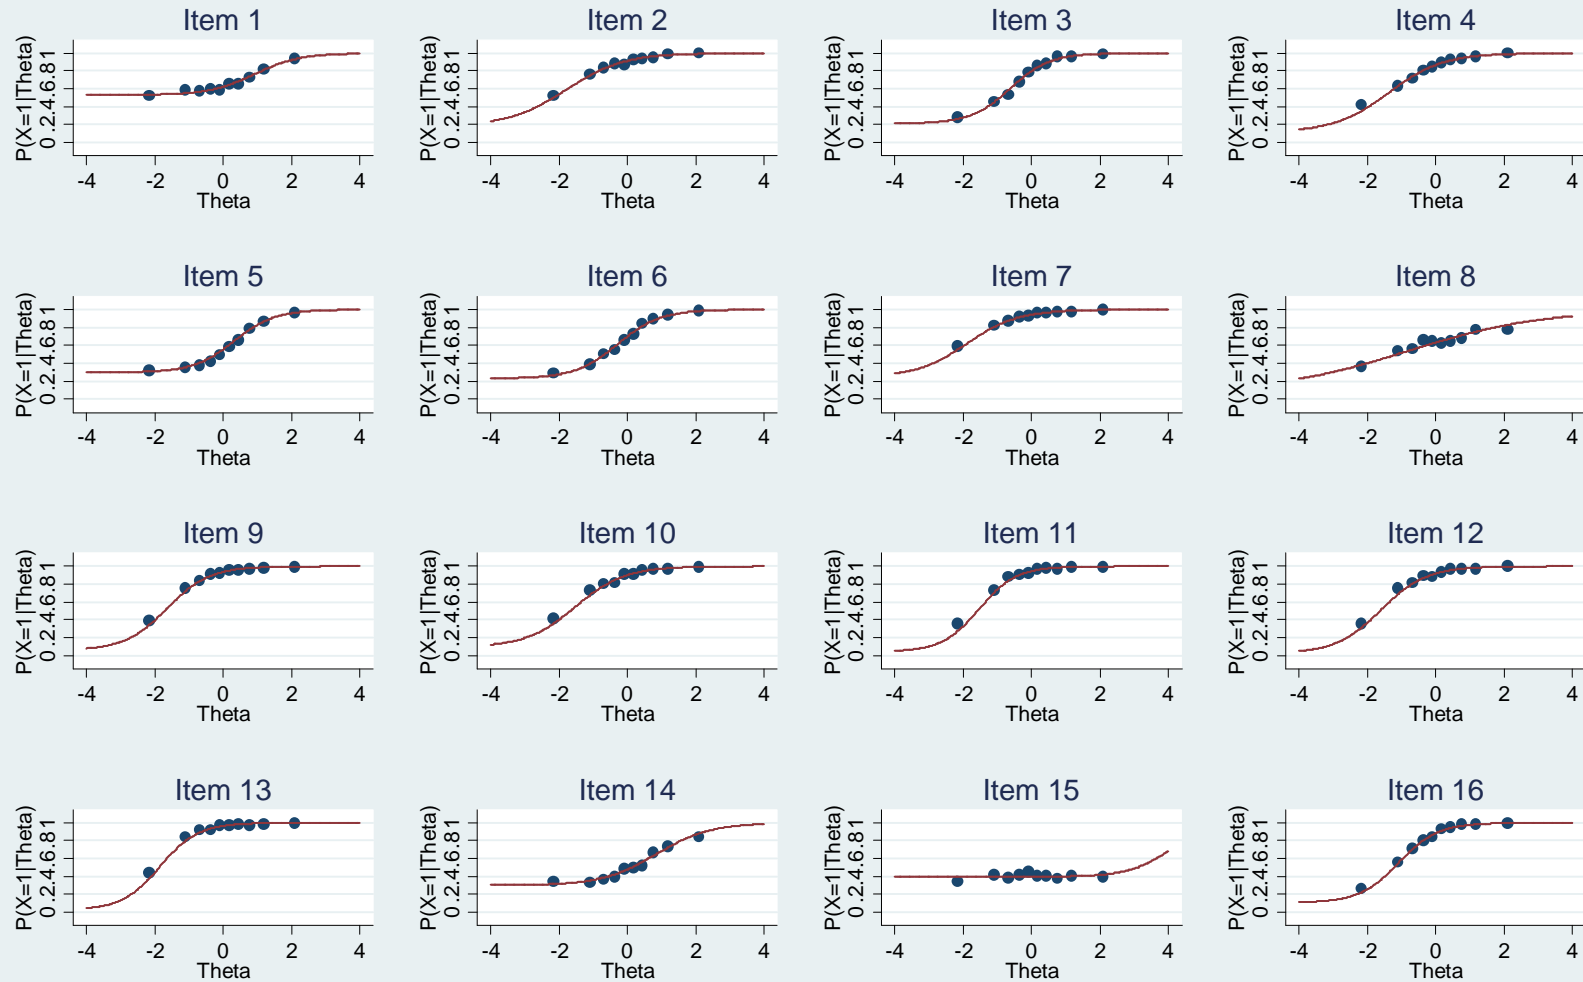 Item 1
P(X=1|Theta)
0 .2 .4 .6 .8 1
-4 -2 0 2 4
Theta
Item 2
P(X=1|Theta)
0 .2 .4 .6 .8 1
-4 -2 0 2 4
Theta
Item 3
P(X=1|Theta)
0 .2 .4 .6 .8 1
-4 -2 0 2 4
Theta
Item 4
P(X=1|Theta)
0 .2 .4 .6 .8 1
-4 -2 0 2 4
Theta
Item 5
P(X=1|Theta)
0 .2 .4 .6 .8 1
-4 -2 0 2 4
Theta
Item 6
P(X=1|Theta)
0 .2 .4 .6 .8 1
-4 -2 0 2 4
Theta
Item 7
P(X=1|Theta)
0 .2 .4 .6 .8 1
-4 -2 0 2 4
Theta
Item 8
P(X=1|Theta)
0 .2 .4 .6 .8 1
-4 -2 0 2 4
Theta
Item 9
P(X=1|Theta)
0 .2 .4 .6 .8 1
-4 -2 0 2 4
Theta
Item 10
P(X=1|Theta)
0 .2 .4 .6 .8 1
-4 -2 0 2 4
Theta
Item 11
P(X=1|Theta)
0 .2 .4 .6 .8 1
-4 -2 0 2 4
Theta
Item 12
P(X=1|Theta)
0 .2 .4 .6 .8 1
-4 -2 0 2 4
Theta
Item 13
P(X=1|Theta)
0 .2 .4 .6 .8 1
-4 -2 0 2 4
Theta
Item 14
P(X=1|Theta)
0 .2 .4 .6 .8 1
-4 -2 0 2 4
Theta
Item 15
P(X=1|Theta)
0 .2 .4 .6 .8 1
-4 -2 0 2 4
Theta
Item 16
P(X=1|Theta)
0 .2 .4 .6 .8 1
-4 -2 0 2 4
Theta